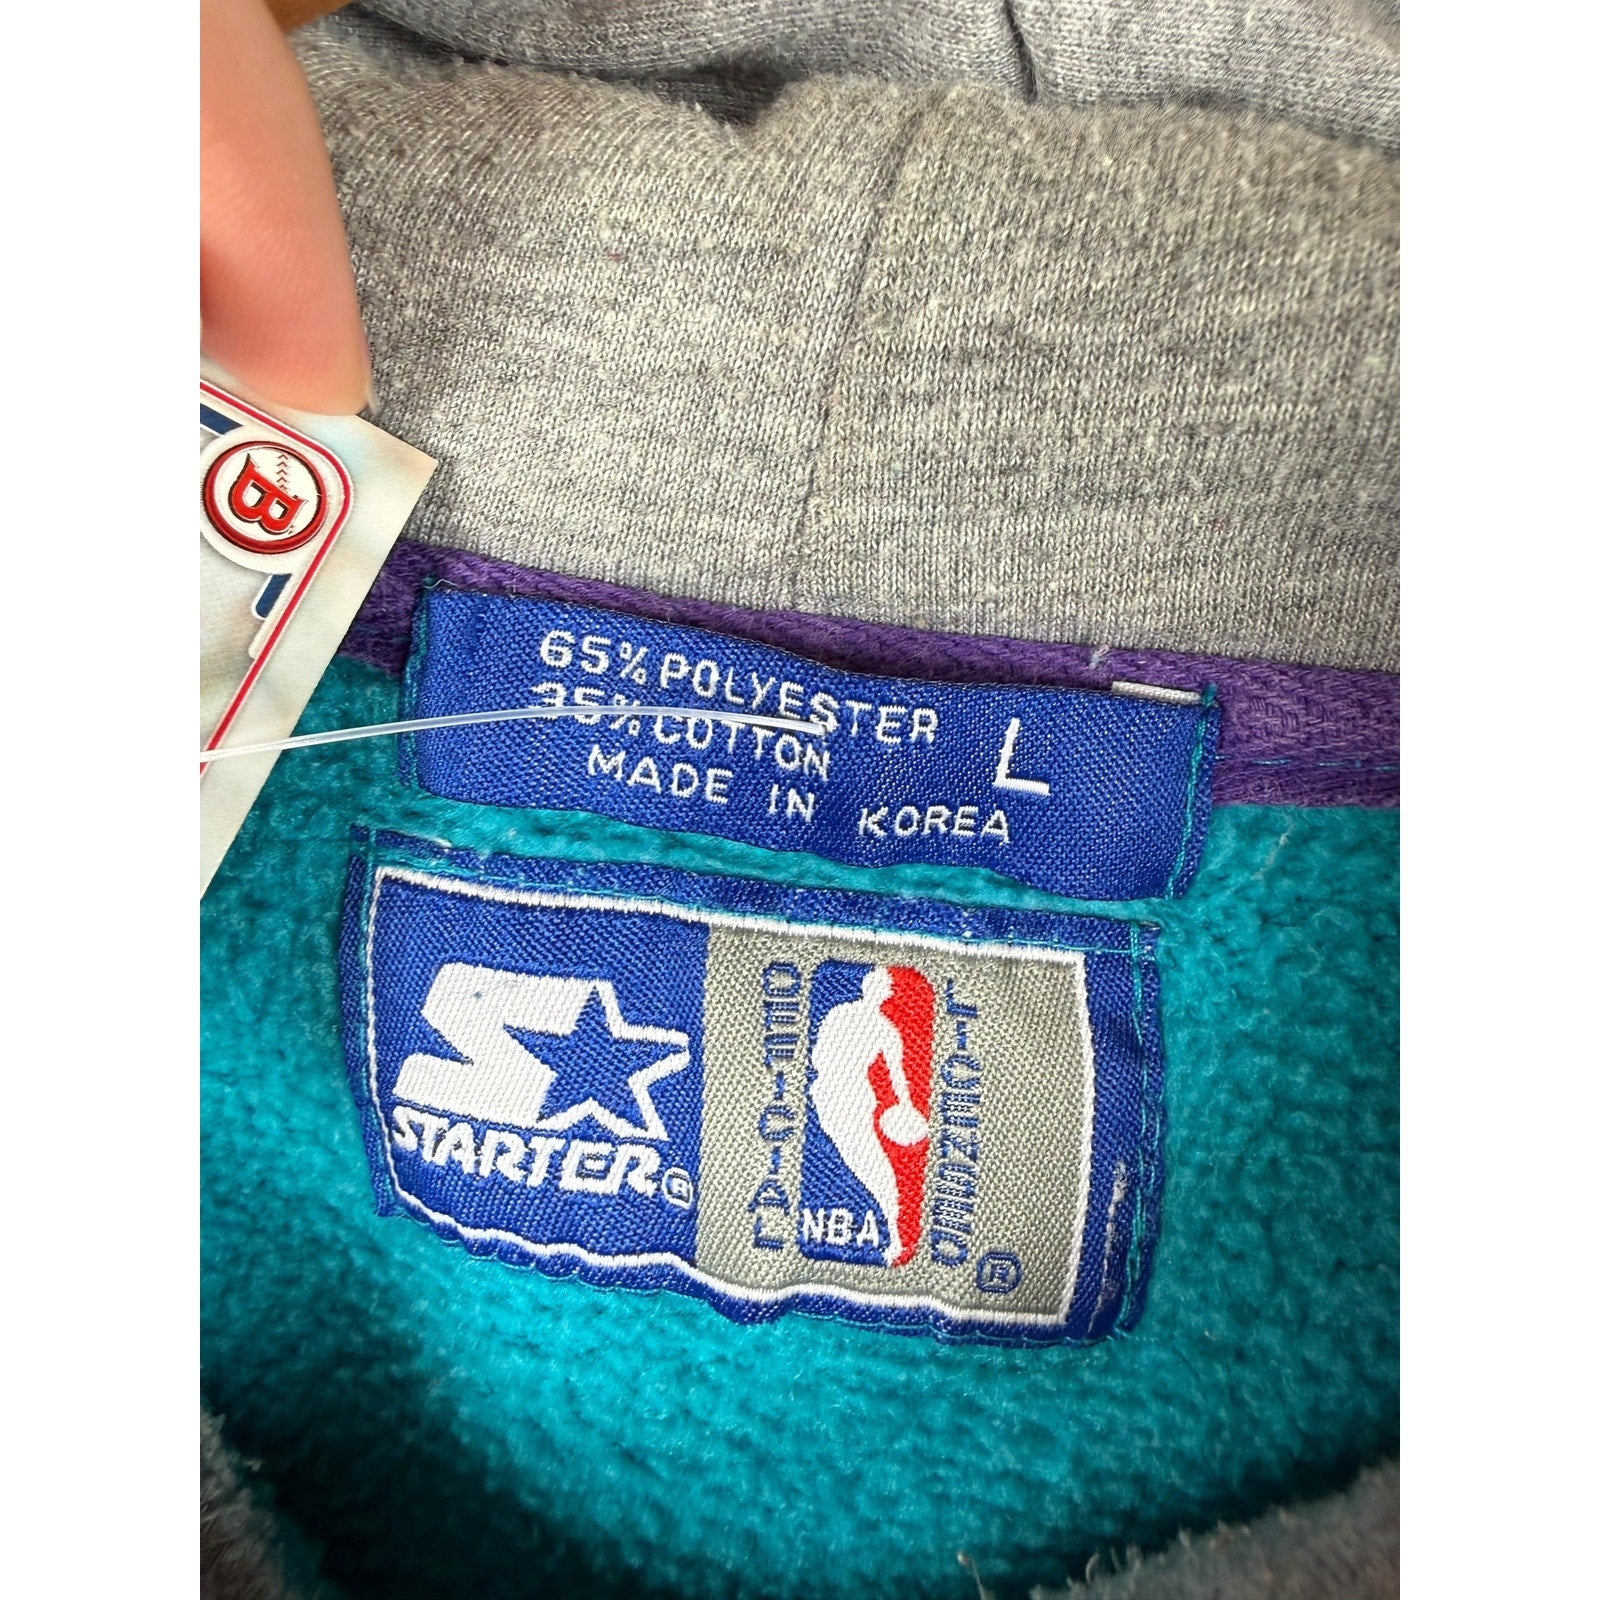 B
65% POLYESTER
35% COTTON
MADE IN KOREA
L
STARTER®
OFFICIAL
NBA
LICENSED
®